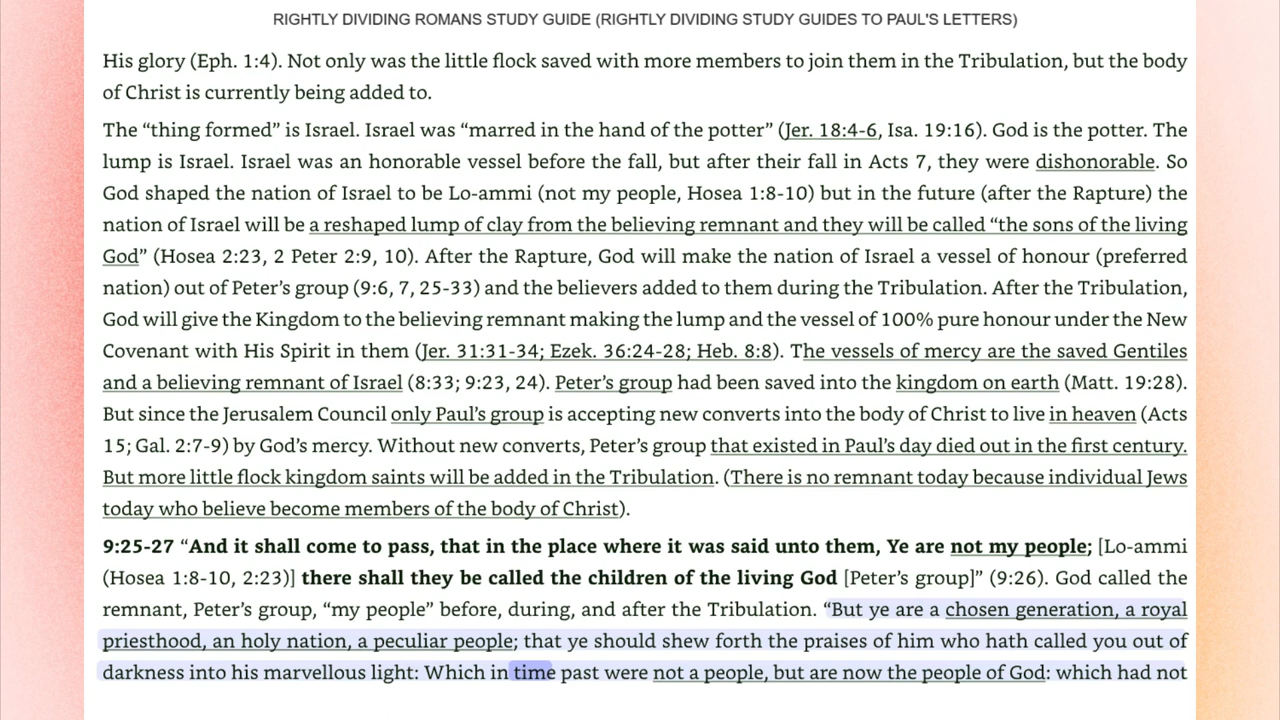 RIGHTLY DIVIDING ROMANS STUDY GUIDE (RIGHTLY DIVIDING STUDY GUIDES TO PAUL'S LETTERS)
His glory (Eph. 1:4). Not only was the little flock saved with more members to join them in the Tribulation, but the body
of Christ is currently being added to.
The “thing formed” is Israel. Israel was “marred in the hand of the potter” (Jer. 18:4-6, Isa. 19:16). God is the potter. The
lump is Israel. Israel was an honorable vessel before the fall, but after their fall in Acts 7, they were dishonorable. So
God shaped the nation of Israel to be Lo-ammi (not my people, Hosea 1:8-10) but in the future (after the Rapture) the
nation of Israel will be a reshaped lump of clay from the believing remnant and they will be called “the sons of the living
God” (Hosea 2:23, 2 Peter 2:9, 10). After the Rapture, God will make the nation of Israel a vessel of honour (preferred
nation) out of Peter’s group (9:6, 7, 25-33) and the believers added to them during the Tribulation. After the Tribulation,
God will give the Kingdom to the believing remnant making the lump and the vessel of 100% pure honour under the New
Covenant with His Spirit in them (Jer. 31:31-34; Ezek. 36:24-28; Heb. 8:8). The vessels of mercy are the saved Gentiles
and a believing remnant of Israel (8:33; 9:23, 24). Peter’s group had been saved into the kingdom on earth (Matt. 19:28).
But since the Jerusalem Council only Paul’s group is accepting new converts into the body of Christ to live in heaven (Acts
15; Gal. 2:7-9) by God’s mercy. Without new converts, Peter’s group that existed in Paul’s day died out in the first century.
But more little flock kingdom saints will be added in the Tribulation. (There is no remnant today because individual Jews
today who believe become members of the body of Christ).
9:25-27 “And it shall come to pass, that in the place where it was said unto them, Ye are not my people; [Lo-ammi
(Hosea 1:8-10, 2:23)] there shall they be called the children of the living God [Peter’s group]” (9:26). God called the
remnant, Peter’s group, “my people” before, during, and after the Tribulation. “But ye are a chosen generation, a royal
priesthood, an holy nation, a peculiar people; that ye should shew forth the praises of him who hath called you out of
darkness into his marvellous light: Which in time past were not a people, but are now the people of God: which had not